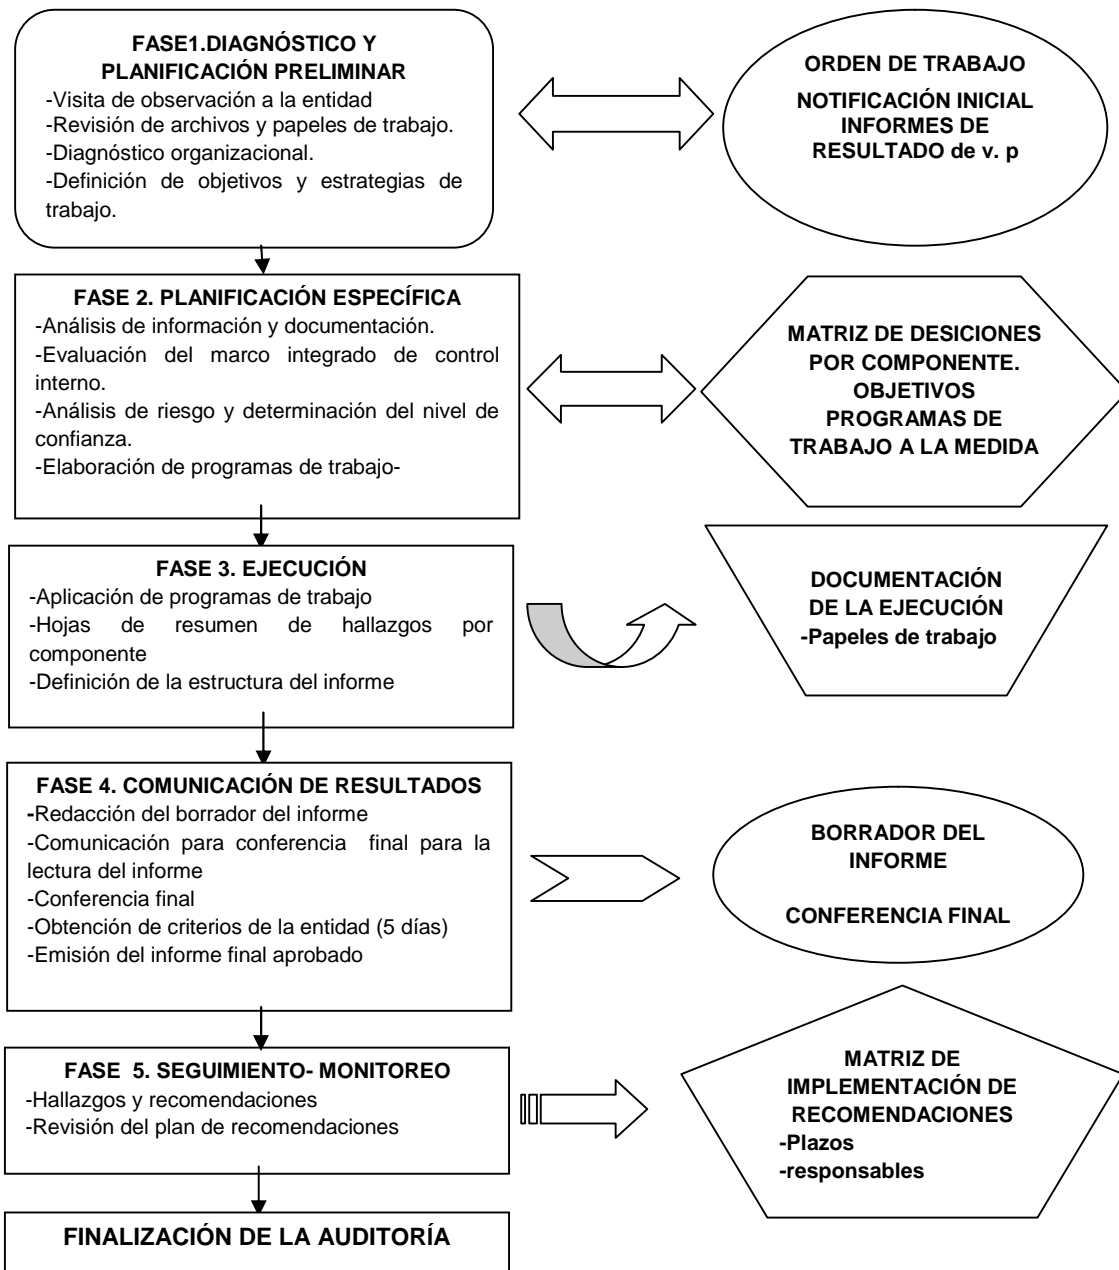 FASE1.DIAGNÓSTICO Y
PLANIFICACIÓN PRELIMINAR
-Visita de observación a la entidad
-Revisión de archivos y papeles de trabajo.
-Diagnóstico organizacional.
-Definición de objetivos y estrategias de
trabajo.
ORDEN DE TRABAJO
NOTIFICACIÓN INICIAL
INFORMES DE
RESULTADO de v. p
FASE 2. PLANIFICACIÓN ESPECÍFICA
-Análisis de información y documentación.
-Evaluación del marco integrado de control
interno.
-Análisis de riesgo y determinación del nivel de
confianza.
-Elaboración de programas de trabajo-
MATRIZ DE DESICIONES
POR COMPONENTE.
OBJETIVOS
PROGRAMAS DE
TRABAJO A LA MEDIDA
FASE 3. EJECUCIÓN
-Aplicación de programas de trabajo
-Hojas de resumen de hallazgos por
componente
-Definición de la estructura del informe
DOCUMENTACIÓN
DE LA EJECUCIÓN
-Papeles de trabajo
FASE 4. COMUNICACIÓN DE RESULTADOS
-Redacción del borrador del informe
-Comunicación para conferencia final para la
lectura del informe
-Conferencia final
-Obtención de criterios de la entidad (5 días)
-Emisión del informe final aprobado
BORRADOR DEL
INFORME
CONFERENCIA FINAL
FASE 5. SEGUIMIENTO- MONITOREO
-Hallazgos y recomendaciones
-Revisión del plan de recomendaciones
MATRIZ DE
IMPLEMENTACIÓN DE
RECOMENDACIONES
-Plazos
-responsables
FINALIZACIÓN DE LA AUDITORÍA